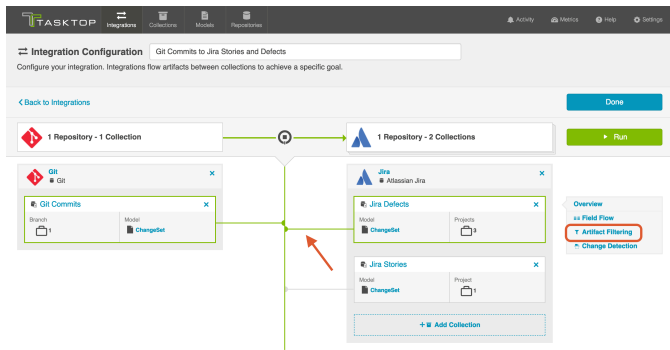 TASKTOP
Integrations
Collections
Models
Repositories
Activity
Metrics
Help
Settings
Integration Configuration
Git Commits to Jira Stories and Defects
Configure your integration. Integrations flow artifacts between collections to achieve a specific goal.
Back to Integrations
Done
1 Repository - 1 Collection
1 Repository - 2 Collections
Run
Git
Git
Jira
Atlassian Jira
Git Commits
Branch
1
Model
ChangeSet
Jira Defects
Model
ChangeSet
Projects
3
Jira Stories
Model
ChangeSet
Project
1
+ Add Collection
Overview
Field Flow
Artifact Filtering
Change Detection